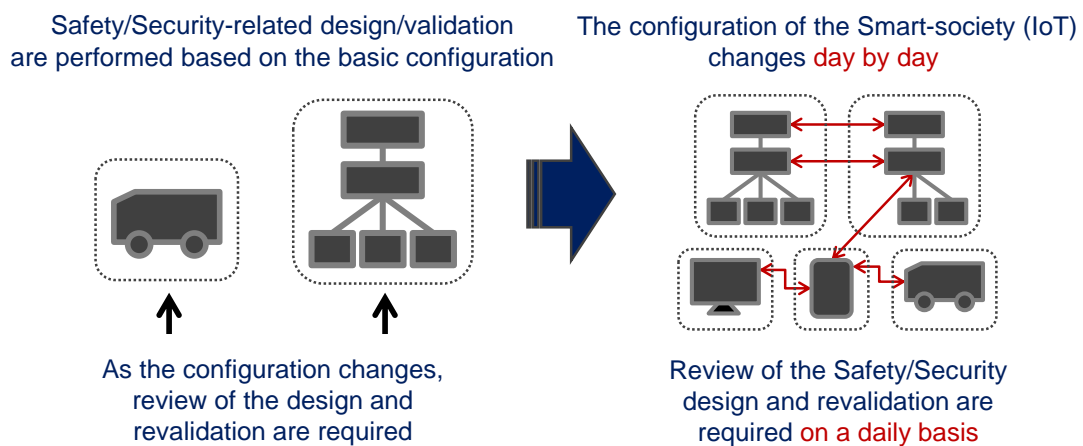 Safety/Security-related design/validation
are performed based on the basic configuration
As the configuration changes,
review of the design and
revalidation are required
The configuration of the Smart-society (IoT)
changes day by day
Review of the Safety/Security
design and revalidation are
required on a daily basis